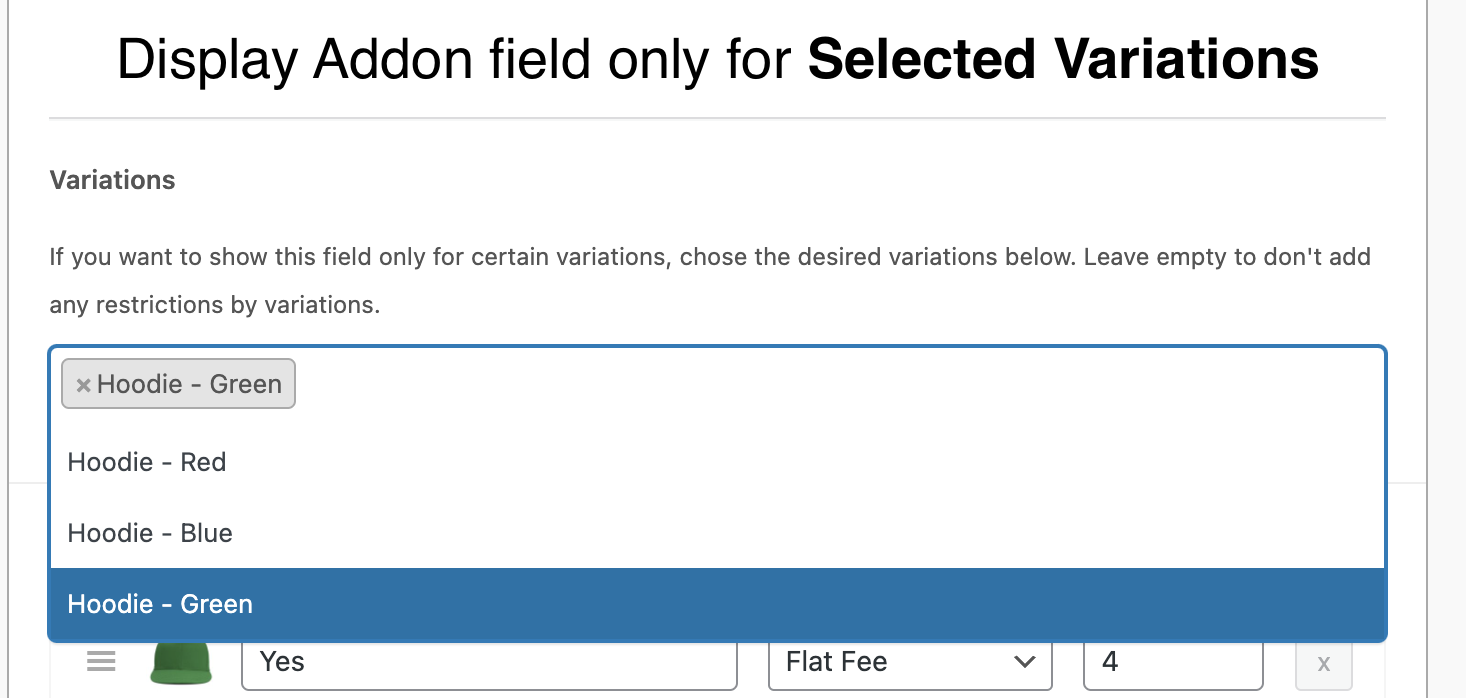 Display Addon field only for Selected Variations
Variations
If you want to show this field only for certain variations, chose the desired variations below. Leave empty to don't add
any restrictions by variations.
×Hoodie - Green
Hoodie - Red
Hoodie - Blue
Hoodie - Green
Yes Flat Fee 4 x